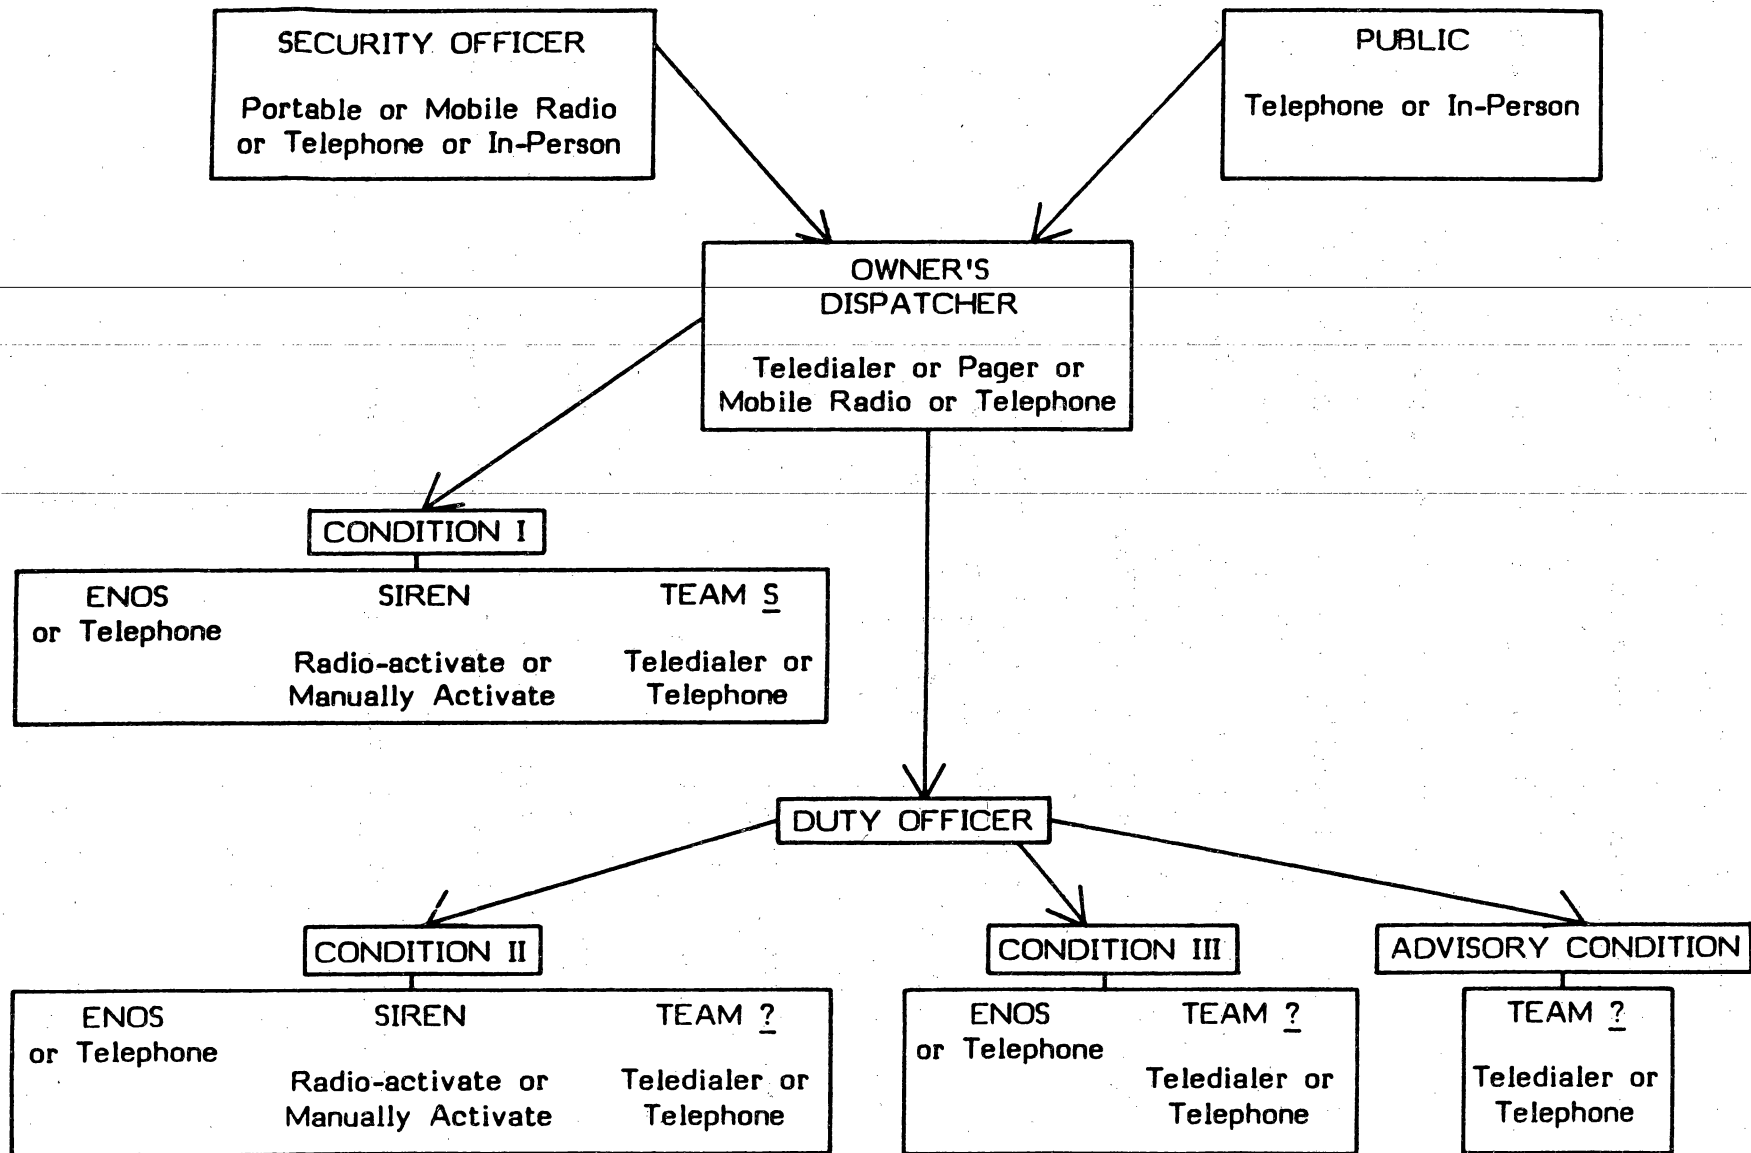 SECURITY OFFICER
Portable or Mobile Radio
or Telephone or In-Person
PUBLIC
Telephone or In-Person
OWNER'S
DISPATCHER
Teledialer or Pager or
Mobile Radio or Telephone
CONDITION I
ENOS
or Telephone
SIREN
Radio-activate or
Manually Activate
TEAM S
Teledialer or
Telephone
DUTY OFFICER
CONDITION II
ENOS
or Telephone
SIREN
Radio-activate or
Manually Activate
TEAM ?
Teledialer or
Telephone
CONDITION III
ENOS
or Telephone
TEAM ?
Teledialer or
Telephone
ADVISORY CONDITION
TEAM ?
Teledialer or
Telephone